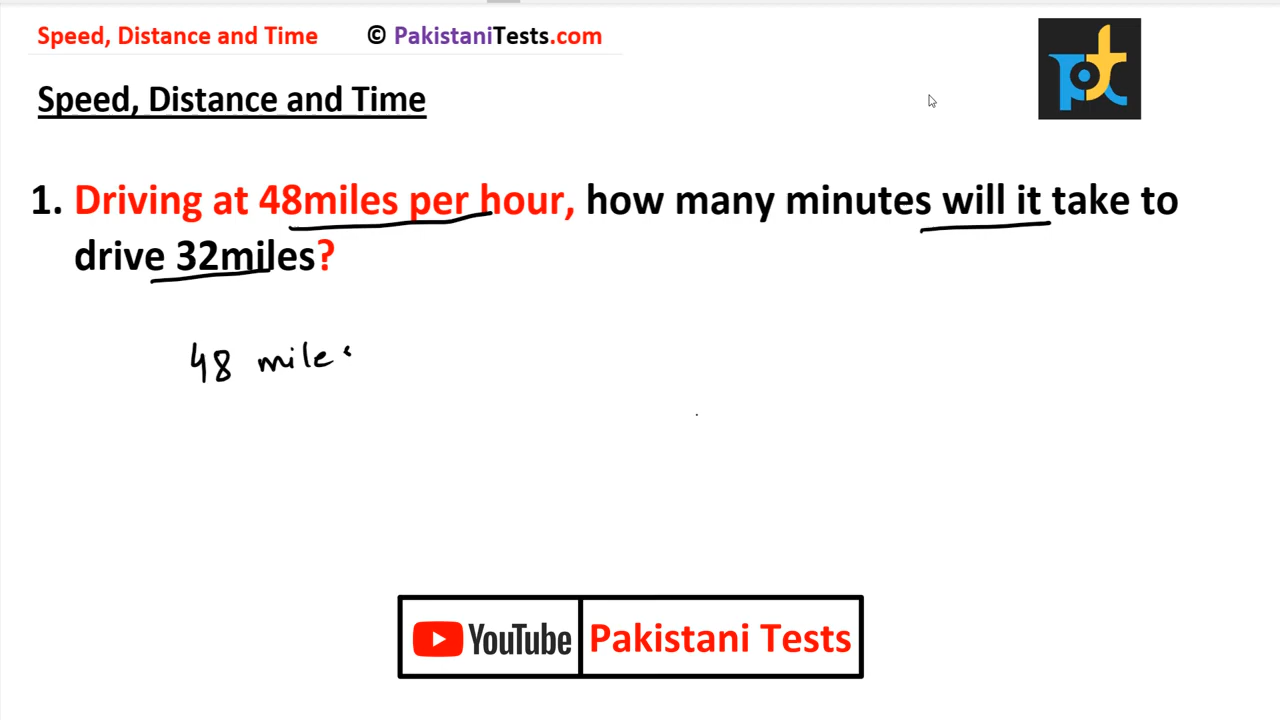 Speed, Distance and Time © PakistaniTests.com
pt
Speed, Distance and Time
1. Driving at 48miles per hour, how many minutes will it take to
drive 32miles?
48 miles
YouTube Pakistani Tests